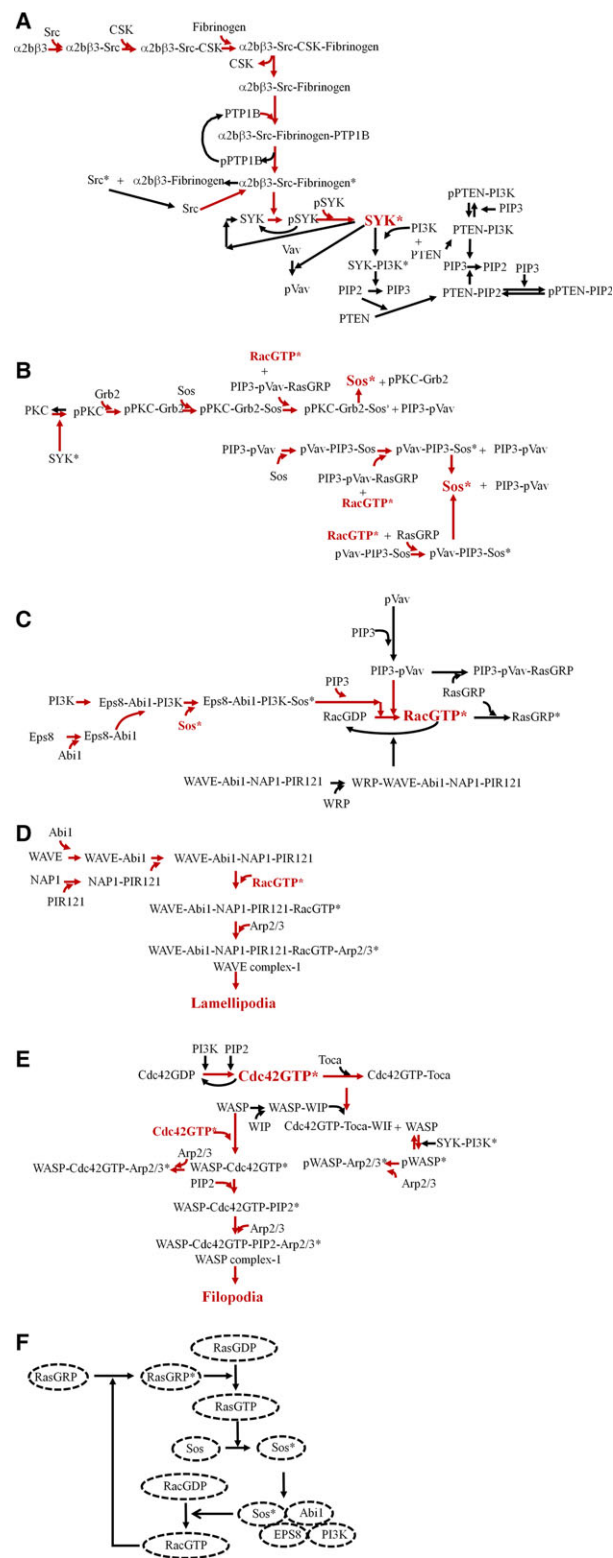 A
Src CSK Fibrinogen
α2bβ3 α2bβ3-Src α2bβ3-Src-CSK α2bβ3-Src-CSK-Fibrinogen
CSK
α2bβ3-Src-Fibrinogen
PTP1B
α2bβ3-Src-Fibrinogen-PTP1B
pPTP1B
Src* + α2bβ3-Fibrinogen α2bβ3-Src-Fibrinogen*
Src
pSYK
SYK pSYK SYK*
pPTEN-PI3K
PIP3
PI3K
+
PTEN
PTEN-PI3K
Vav
SYK-PI3K*
PIP3 PIP2 PIP3
pVav
PIP2 PIP3
PTEN-PIP2 pPTEN-PIP2
PTEN
B
RacGTP*
+
Grb2 Sos PIP3-pVav-RasGRP Sos* + pPKC-Grb2
PKC pPKC pPKC-Grb2 pPKC-Grb2-Sos pPKC-Grb2-Sos' + PIP3-pVav
SYK*
PIP3-pVav pVav-PIP3-Sos pVav-PIP3-Sos* + PIP3-pVav
Sos PIP3-pVav-RasGRP
+
RacGTP*
Sos* + PIP3-pVav
RacGTP* + RasGRP
pVav-PIP3-Sos pVav-PIP3-Sos*
C
pVav
PIP3
PIP3-pVav PIP3-pVav-RasGRP
PIP3 RasGRP
PI3K Eps8-Abi1-PI3K Eps8-Abi1-PI3K-Sos*
Sos*
RacGDP RacGTP* RasGRP*
Eps8 Eps8-Abi1
Abi1
WAVE-Abi1-NAP1-PIR121 WRP-WAVE-Abi1-NAP1-PIR121
WRP
D
Abi1
WAVE WAVE-Abi1 WAVE-Abi1-NAP1-PIR121
NAP1 NAP1-PIR121 RacGTP*
PIR121
WAVE-Abi1-NAP1-PIR121-RacGTP*
Arp2/3
WAVE-Abi1-NAP1-PIR121-RacGTP-Arp2/3*
WAVE complex-1
Lamellipodia
E
PI3K PIP2 Toca
Cdc42GDP Cdc42GTP* Cdc42GTP-Toca
WASP WASP-WIP
WIP Cdc42GTP-Toca-WIP + WASP
Cdc42GTP*
SYK-PI3K*
Arp2/3
WASP-Cdc42GTP-Arp2/3* WASP-Cdc42GTP* pWASP-Arp2/3* pWASP*
PIP2 Arp2/3
WASP-Cdc42GTP-PIP2*
Arp2/3
WASP-Cdc42GTP-PIP2-Arp2/3*
WASP complex-1
Filopodia
F
RasGDP
RasGRP RasGRP*
RasGTP
Sos Sos*
RacGDP
Sos* Abi1
EPS8 PI3K
RacGTP